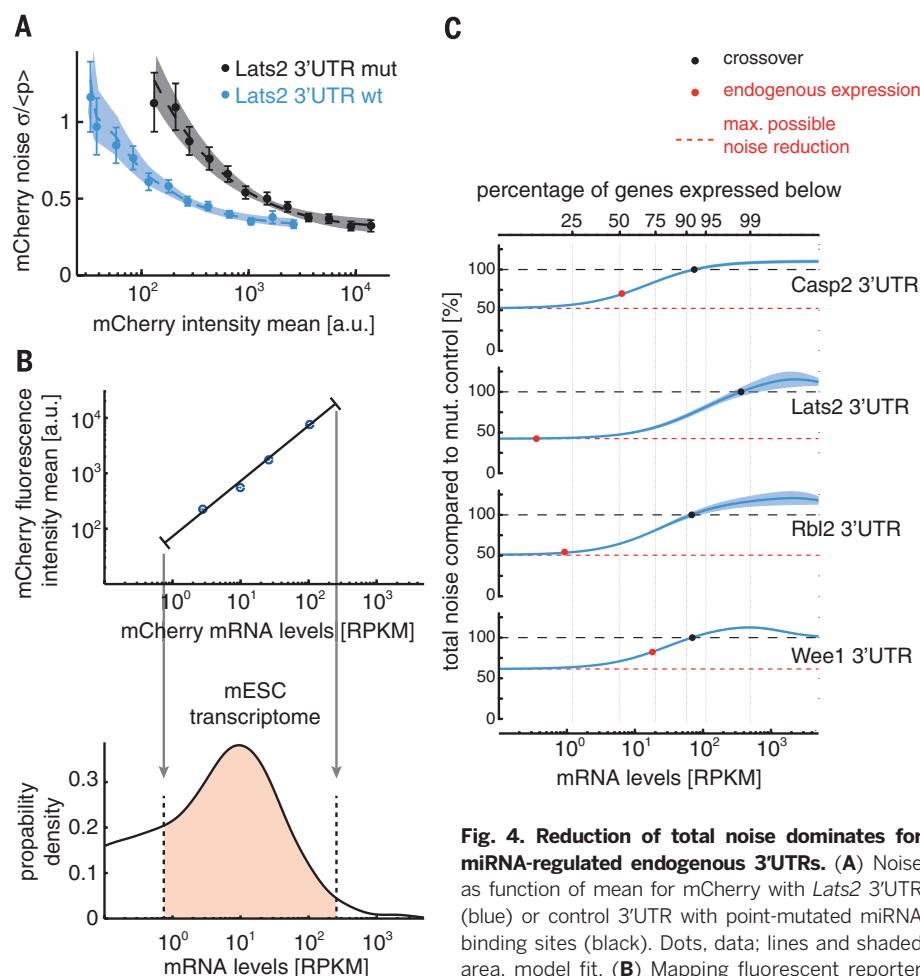 A
mCherry noise σ/<p>
1
0.5
0
Lats2 3'UTR mut
Lats2 3'UTR wt
10²
10³
10⁴
mCherry intensity mean [a.u.]
B
mCherry fluorescence
intensity mean [a.u.]
10⁴
10³
10²
10⁰
10¹
10²
10³
mCherry mRNA levels [RPKM]
mESC
transcriptome
propability
density
0.3
0.2
0.1
0
10⁰
10¹
10²
10³
mRNA levels [RPKM]
C
crossover
endogenous expression
max. possible
noise reduction
percentage of genes expressed below
25 50 75 90 95 99
total noise compared to mut. control [%]
100
50
0
Casp2 3'UTR
100
50
0
Lats2 3'UTR
100
50
0
Rbl2 3'UTR
100
50
0
Wee1 3'UTR
10⁰
10¹
10²
10³
mRNA levels [RPKM]
Fig. 4. Reduction of total noise dominates for
miRNA-regulated endogenous 3'UTRs. (A) Noise
as function of mean for mCherry with Lats2 3'UTR
(blue) or control 3'UTR with point-mutated miRNA
binding sites (black). Dots, data; lines and shaded
area, model fit. (B) Mapping fluorescent reporter